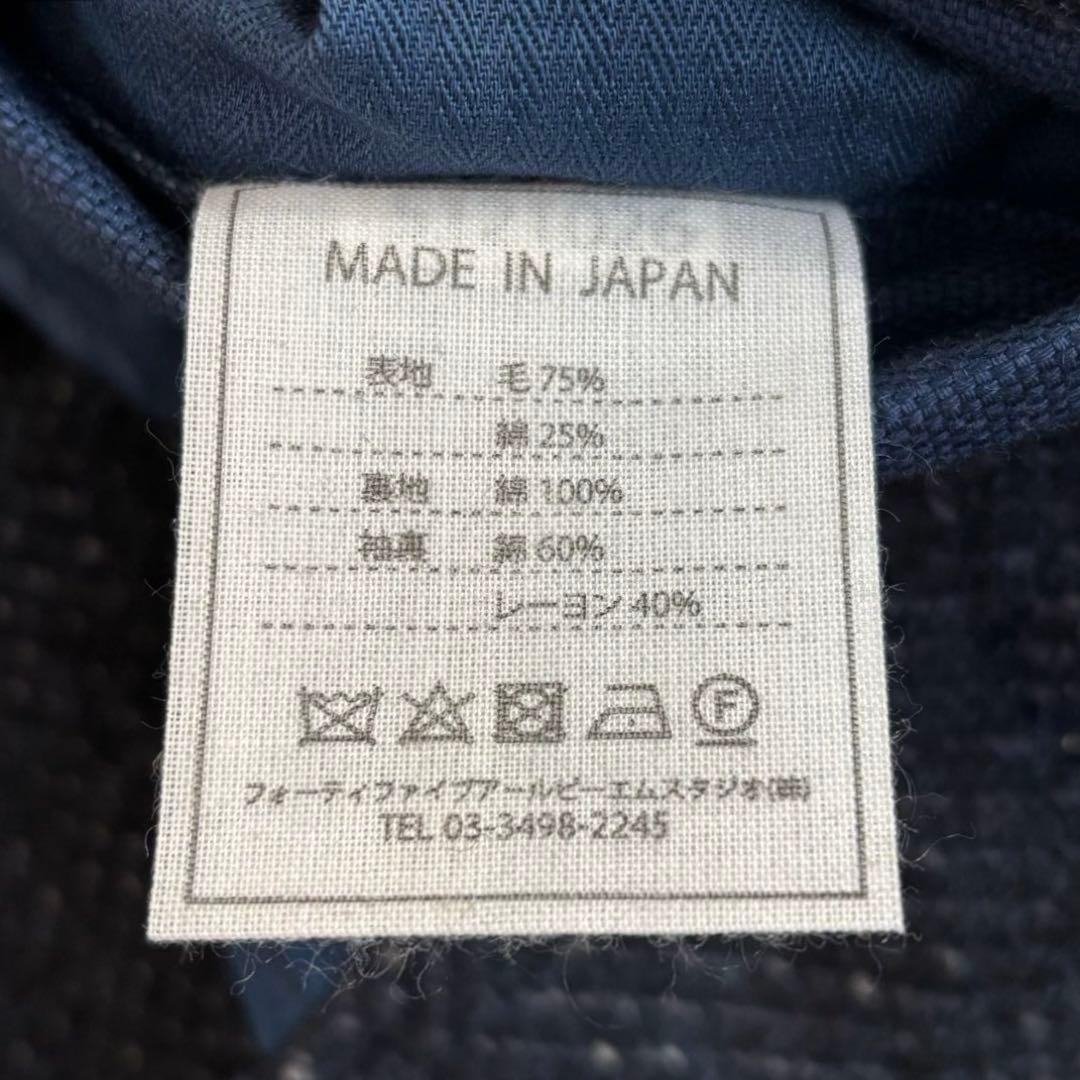 MADE IN JAPAN
表地 毛 75%
綿 25%
裏地 綿 100%
袖裏 綿 60%
レーヨン 40%
F
フォーティファイブアールピーエムスタジオ(株)
TEL 03-3498-2245